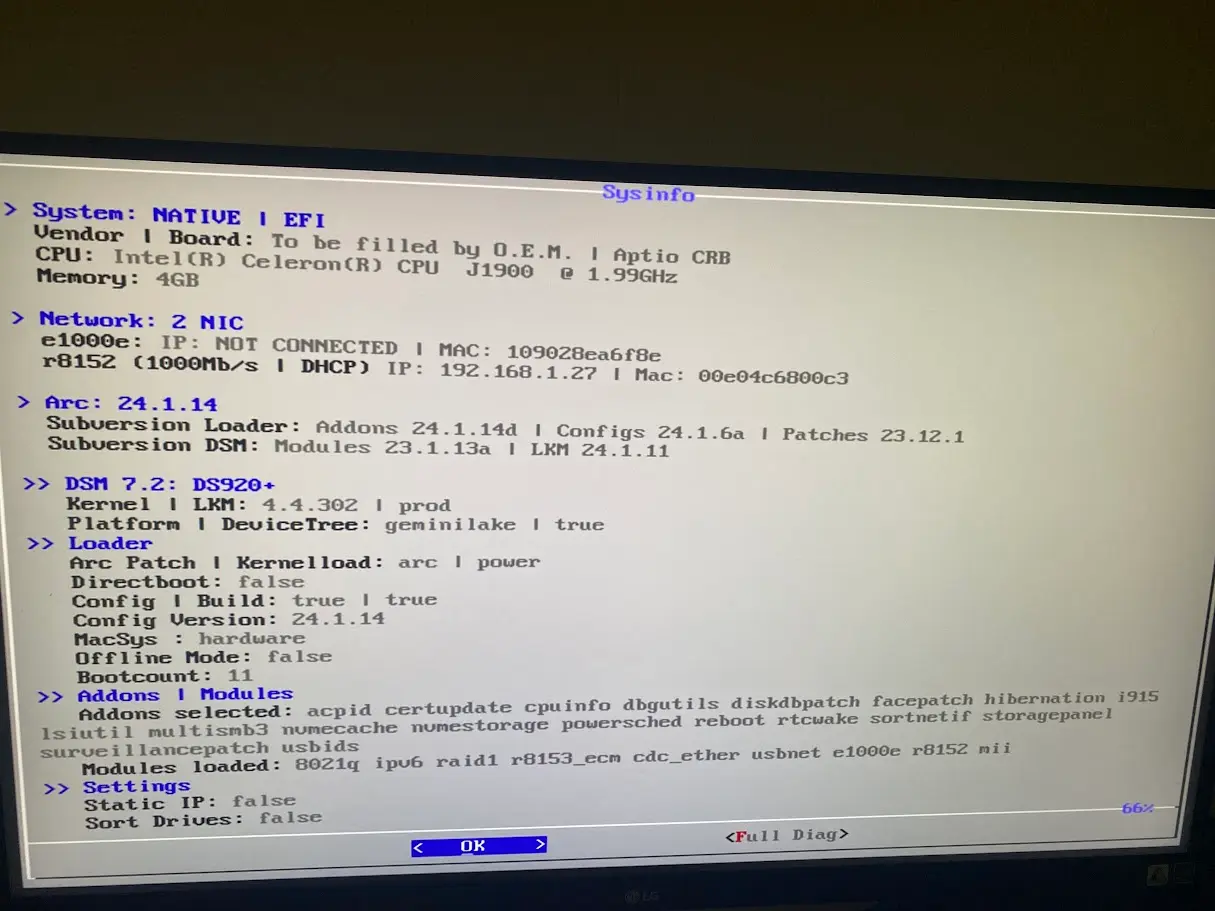 Sysinfo
> System: NATIVE | EFI
Vendor | Board: To be filled by O.E.M. | Aptio CRB
CPU: Intel(R) Celeron(R) CPU J1900 @ 1.99GHz
Memory: 4GB
> Network: 2 NIC
e1000e: IP: NOT CONNECTED | MAC: 109028ea6f8e
r8152 (1000Mb/s | DHCP) IP: 192.168.1.27 | Mac: 00e04c6800c3
> Arc: 24.1.14
Subversion Loader: Addons 24.1.14d | Configs 24.1.6a | Patches 23.12.1
Subversion DSM: Modules 23.1.13a | LKM 24.1.11
>> DSM 7.2: DS920+
Kernel | LKM: 4.4.302 | prod
Platform | DeviceTree: geminilake | true
>> Loader
Arc Patch | Kernelload: arc | power
Directboot: false
Config | Build: true | true
Config Version: 24.1.14
MacSys : hardware
Offline Mode: false
Bootcount: 11
>> Addons | Modules
Addons selected: acpid certupdate cpuinfo dbgutils diskdbpatch facepatch hibernation i915
lsiutil multismb3 nvmecache nvmestorage powersched reboot rtcwake sortnetif storagepanel
surveillancepatch usbids
Modules loaded: 8021q ipv6 raid1 r8153_ecm cdc_ether usbnet e1000e r8152 mii
>> Settings
Static IP: false
Sort Drives: false
66%
< OK > <Full Diag>
LG